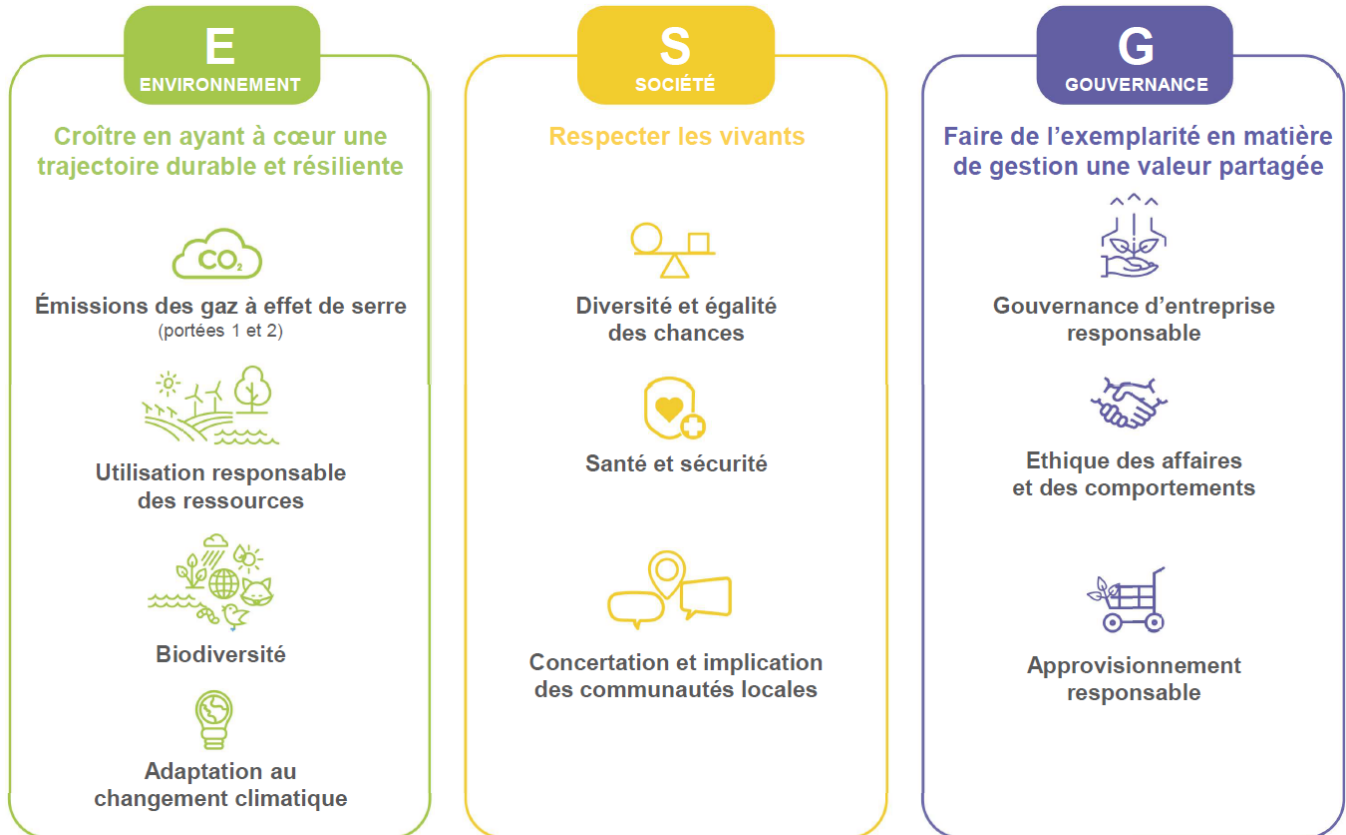 E
ENVIRONNEMENT
Croître en ayant à cœur une
trajectoire durable et résiliente
CO₂
Émissions des gaz à effet de serre
(portées 1 et 2)
Utilisation responsable
des ressources
Biodiversité
Adaptation au
changement climatique
S
SOCIÉTÉ
Respecter les vivants
Diversité et égalité
des chances
Santé et sécurité
Concertation et implication
des communautés locales
G
GOUVERNANCE
Faire de l’exemplarité en matière
de gestion une valeur partagée
Gouvernance d’entreprise
responsable
Ethique des affaires
et des comportements
Approvisionnement
responsable